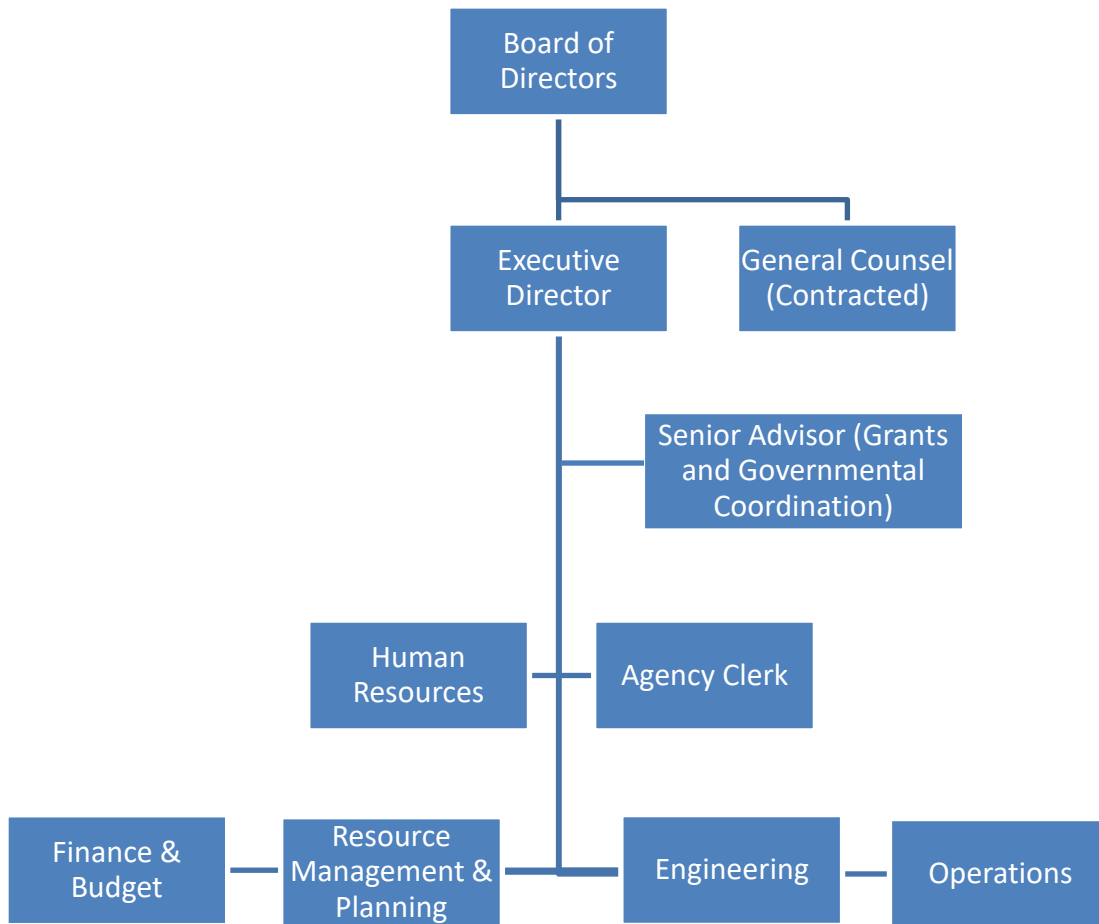 Board of
Directors
Executive
Director
General Counsel
(Contracted)
Senior Advisor (Grants
and Governmental
Coordination)
Human
Resources
Agency Clerk
Finance &
Budget
Resource
Management &
Planning
Engineering
Operations